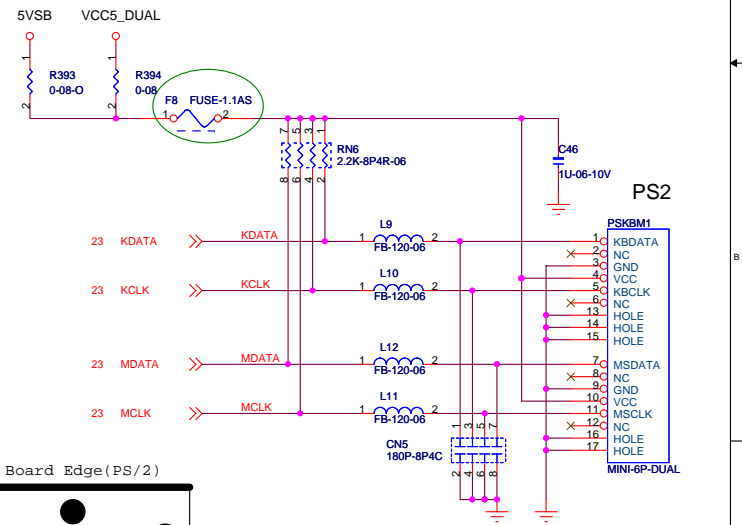 5VSB VCC5_DUAL
1 1
R393 R394
0-08-O 0-08
2 2
F8 FUSE-1.1AS
1 2
7 5 3 1
RN6
2.2K-8P4R-06
8 6 4 2
C46
1U-06-10V
PS2
PSKBM1
23 KDATA KDATA 1 L9 2
FB-120-06
23 KCLK KCLK 1 L10 2
FB-120-06
23 MDATA MDATA 1 L12 2
FB-120-06
23 MCLK MCLK 1 L11 2
FB-120-06
1 KBDATA
2 NC
3 GND
4 VCC
5 KBCLK
6 NC
13 HOLE
14 HOLE
15 HOLE
7 MSDATA
8 NC
9 GND
10 VCC
11 MSCLK
12 NC
16 HOLE
17 HOLE
MINI-6P-DUAL
1 3 5 7
CN5
180P-8P4C
2 4 6 8
B
Board Edge(PS/2)